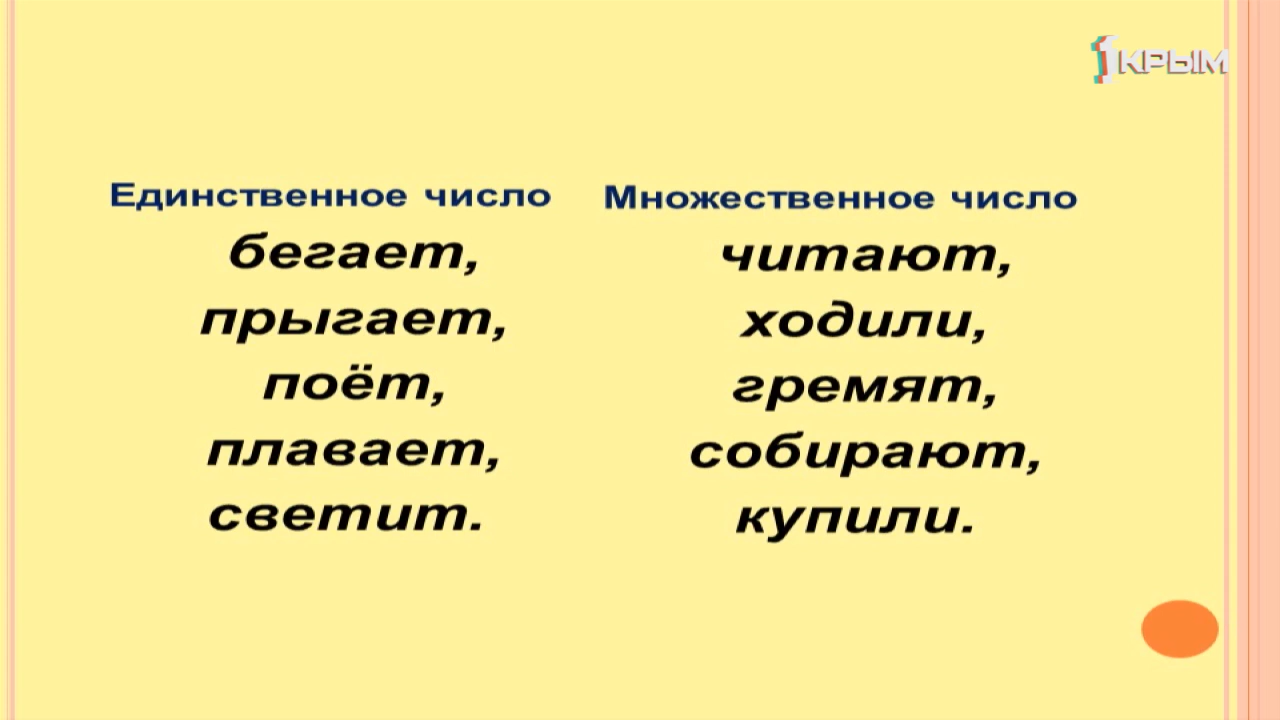 1КРЫМ
Единственное число
бегает,
прыгает,
поёт,
плавает,
светит.
Множественное число
читают,
ходили,
гремят,
собирают,
купили.